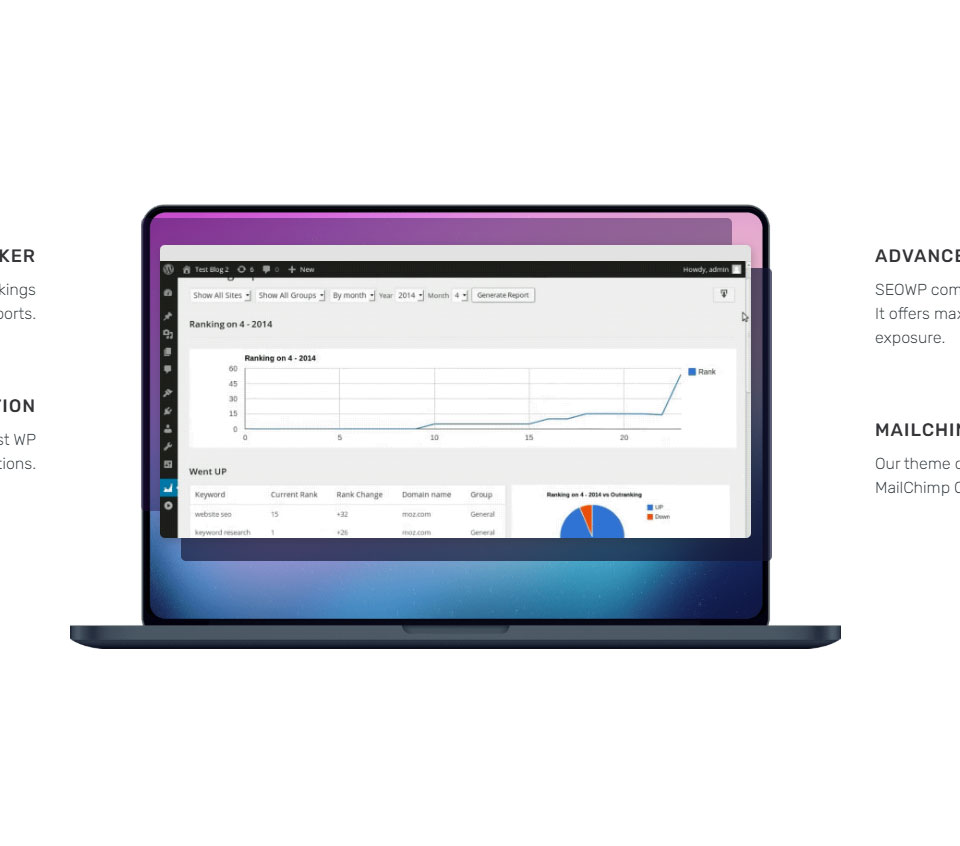 KER
kings
ports.
TION
st WP
tions.
Test Blog 2 6 0 New Howdy, admin
Show All Sites Show All Groups By month Year 2014 Month 4 Generate Report
Ranking on 4 - 2014
Ranking on 4 - 2014
Rank
60
45
30
15
0
0 5 10 15 20
Went UP
Keyword Current Rank Rank Change Domain name Group
website seo 15 +32 moz.com General
keyword research 1 +26 moz.com General
Ranking on 4 - 2014 vs Outranking
UP
Down
ADVANCE
SEOWP com
It offers max
exposure.
MAILCHIM
Our theme c
MailChimp C